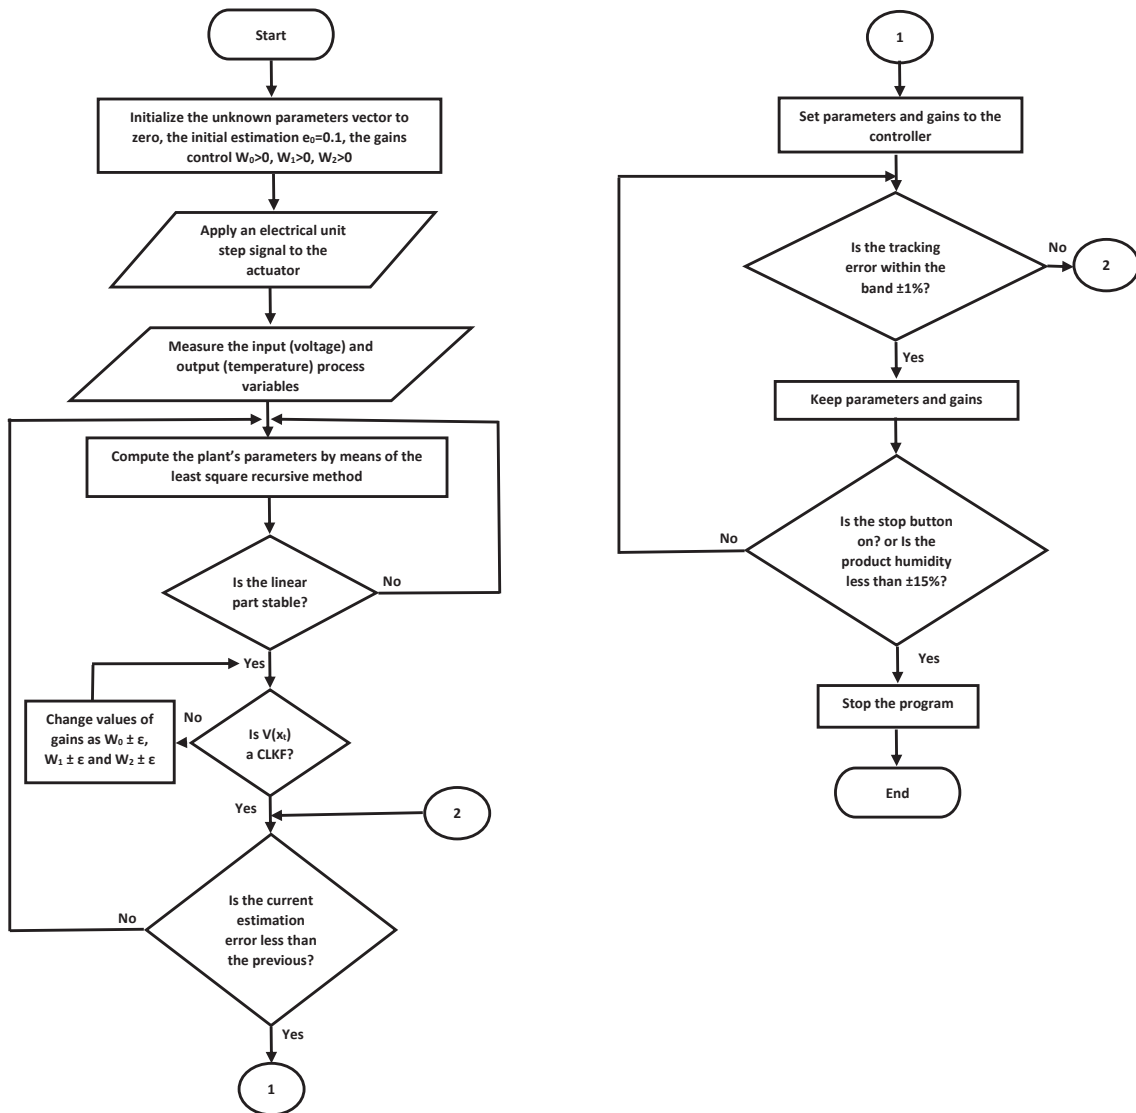 Start
Initialize the unknown parameters vector to
zero, the initial estimation e₀=0.1, the gains
control W₀>0, W₁>0, W₂>0
Apply an electrical unit
step signal to the
actuator
Measure the input (voltage) and
output (temperature) process
variables
Compute the plant's parameters by means of the
least square recursive method
Is the linear
part stable?
No
Yes
Change values of
gains as W₀ ± ε,
W₁ ± ε and W₂ ± ε
No
Is V(xₜ)
a CLKF?
Yes
2
No
Is the current
estimation
error less than
the previous?
Yes
1
1
Set parameters and gains to the
controller
Is the tracking
error within the
band ±1%?
No
2
Yes
Keep parameters and gains
No
Is the stop button
on? or Is the
product humidity
less than ±15%?
Yes
Stop the program
End